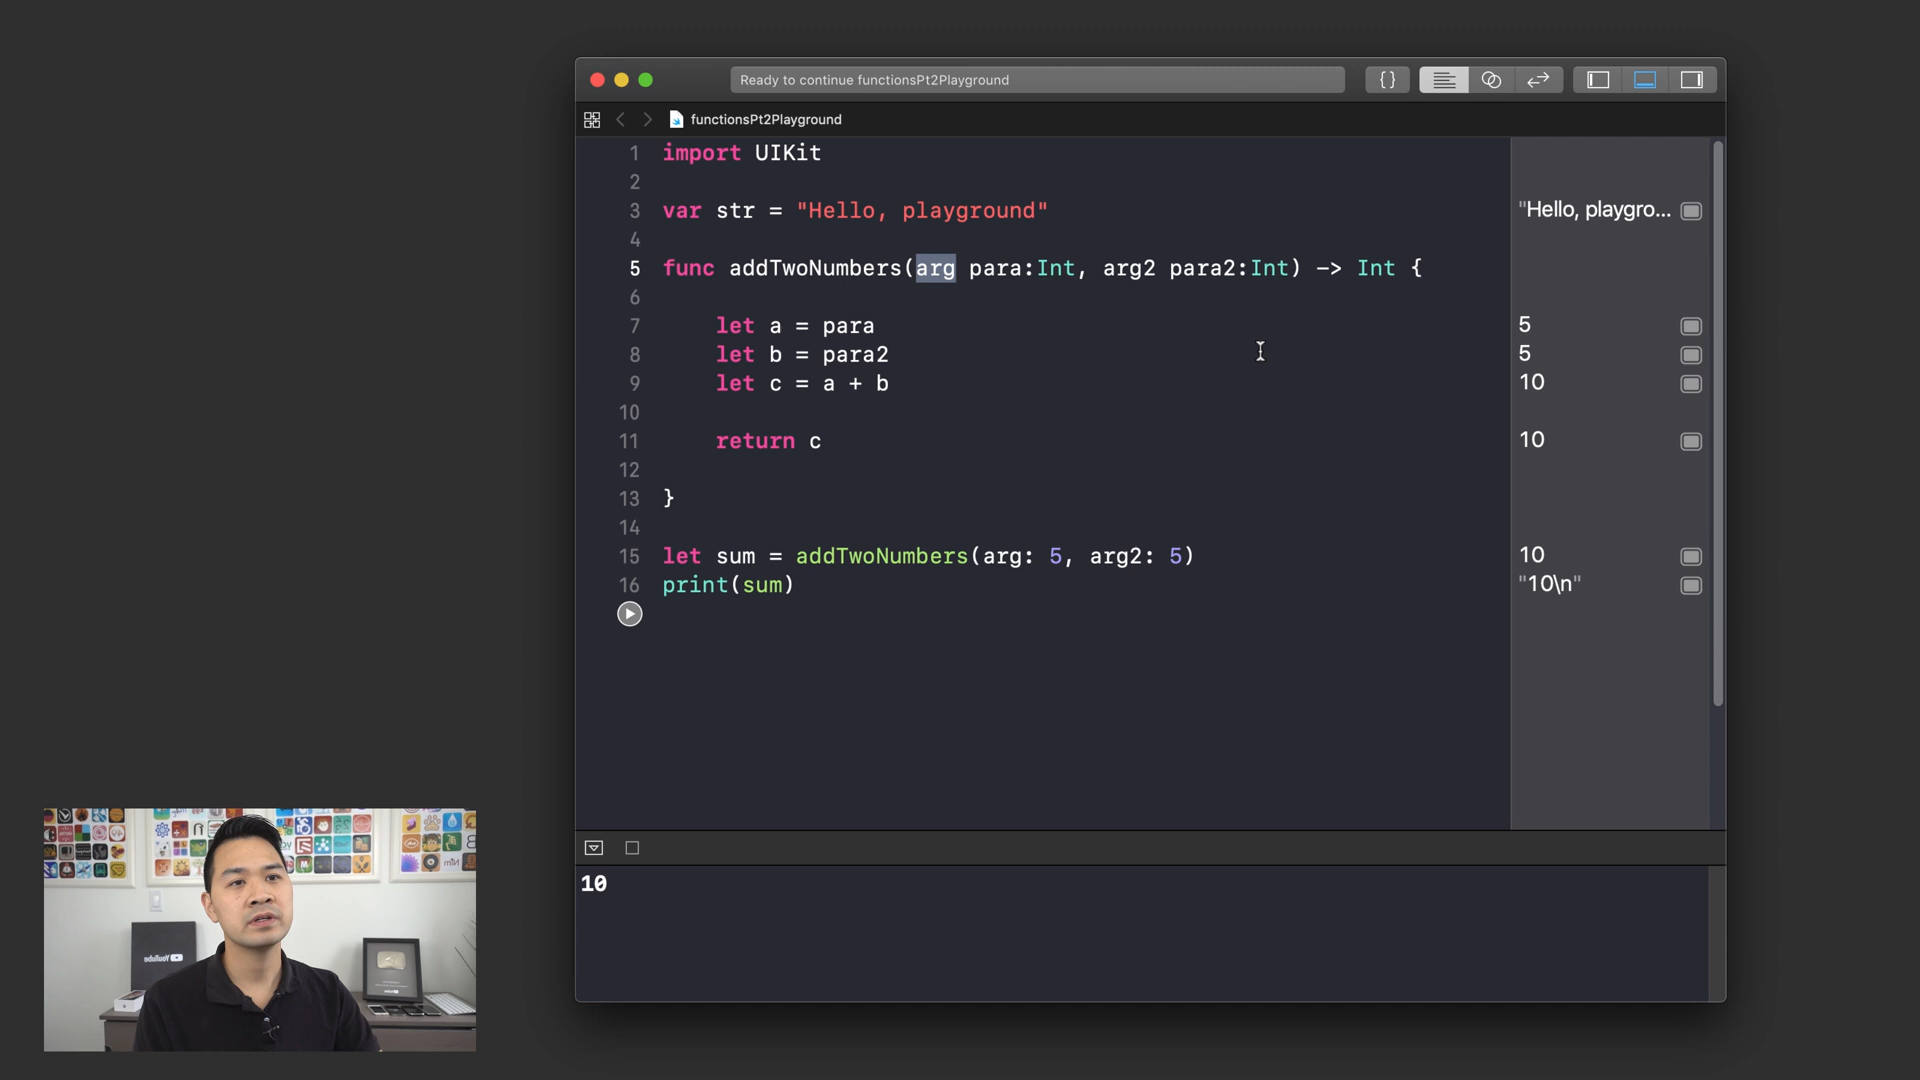 Ready to continue functionsPt2Playground
{}
functionsPt2Playground
1 import UIKit
2
3 var str = "Hello, playground"
"Hello, playgro...
4
5 func addTwoNumbers(arg para:Int, arg2 para2:Int) -> Int {
6
7 let a = para
5
8 let b = para2
5
9 let c = a + b
10
10
11 return c
10
12
13 }
14
15 let sum = addTwoNumbers(arg: 5, arg2: 5)
10
16 print(sum)
"10\n"
10
YouTube